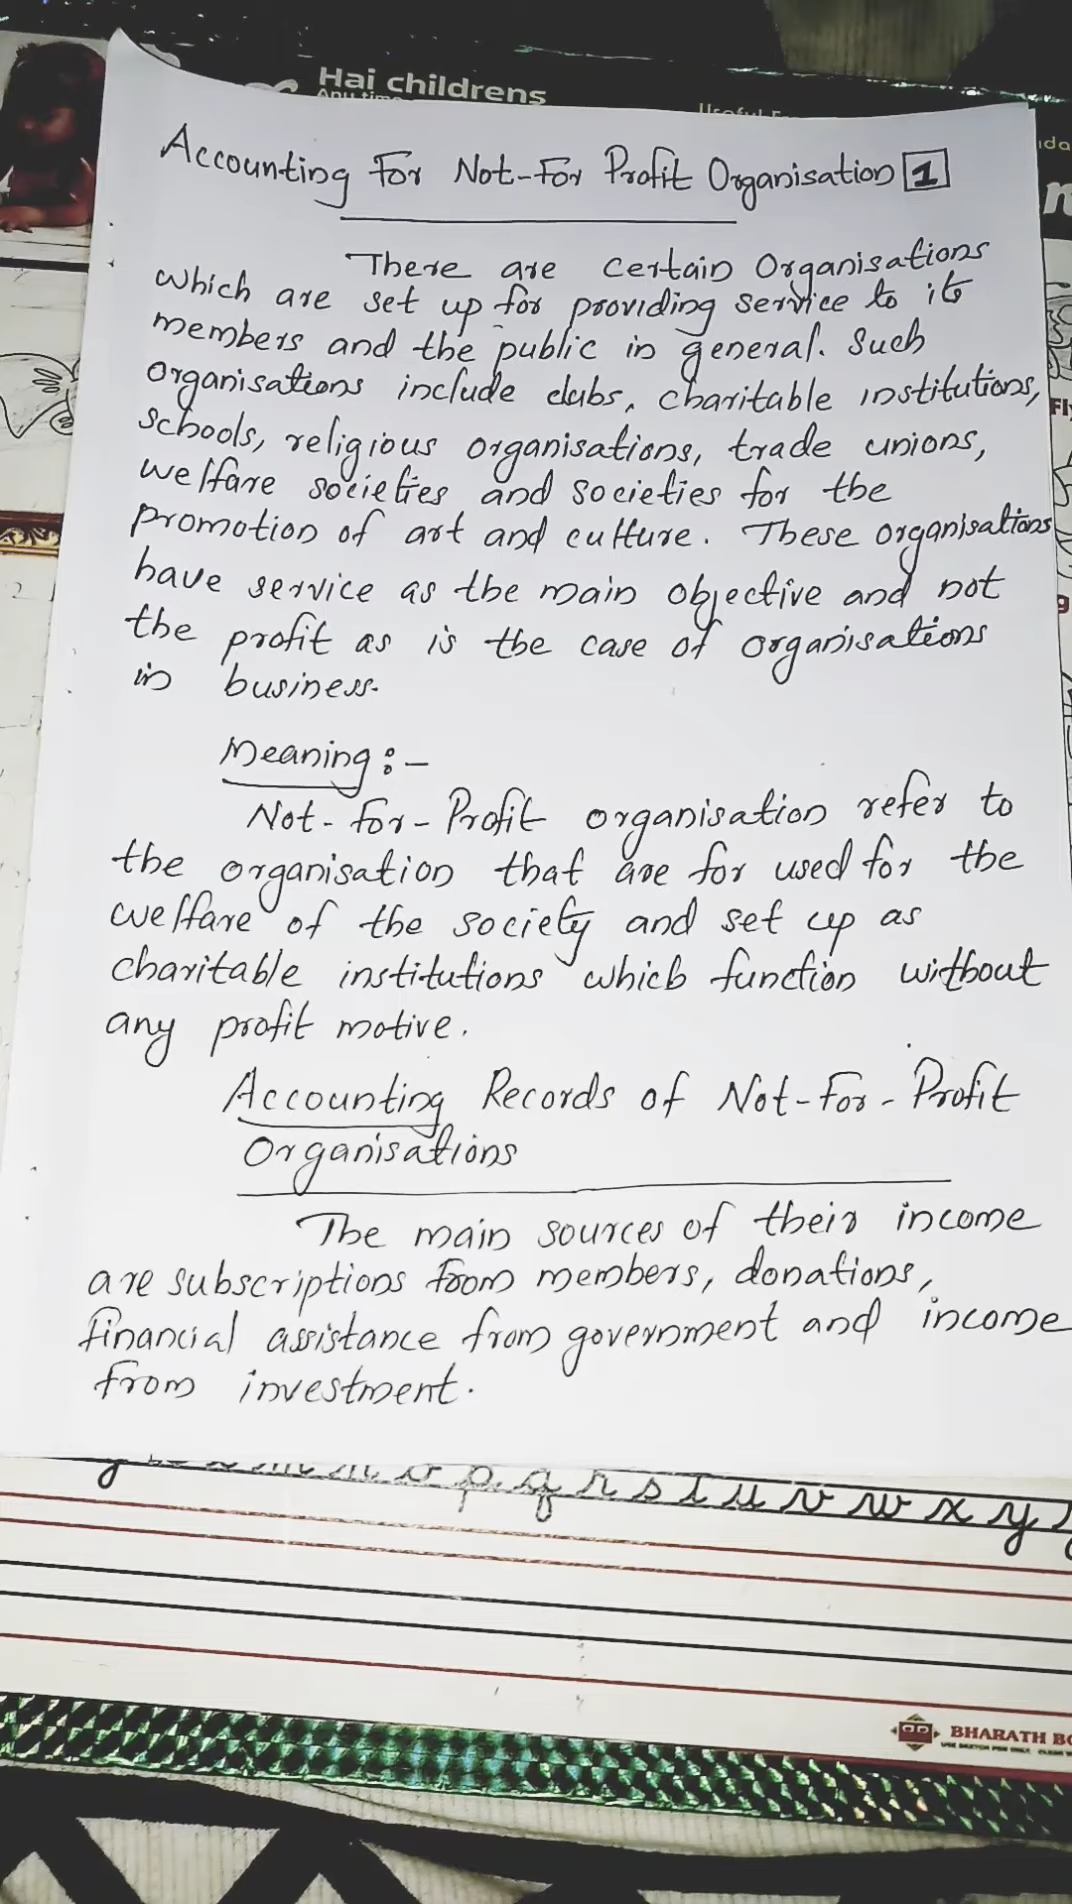 Hai childrens
Accounting For Not-For Profit Organisation 1
There are certain Organisations
which are set up for providing service to its
members and the public in general. Such
organisations include clubs, charitable institutions,
schools, religious organisations, trade unions,
welfare societies and societies for the
promotion of art and culture. These organisations
have service as the main objective and not
the profit as is the case of organisations
in business.
Meaning :-
Not-for-Profit organisation refer to
the organisation that are for used for the
welfare of the society and set up as
charitable institutions which function without
any profit motive.
Accounting Records of Not-For-Profit
Organisations
The main sources of their income
are subscriptions from members, donations,
financial assistance from government and income
from investment.
o p q r s t u v w x y
BHARATH